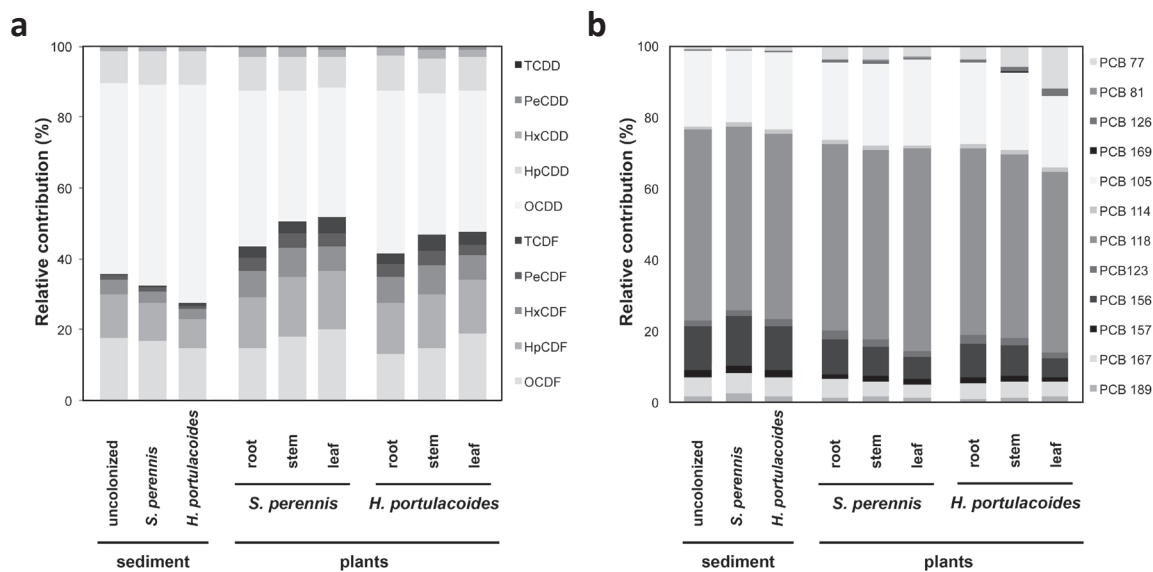 a
Relative contribution (%)
100
80
60
40
20
0
TCDD
PeCDD
HxCDD
HpCDD
OCDD
TCDF
PeCDF
HxCDF
HpCDF
OCDF
uncolonized
S. perennis
H. portulacoides
root
stem
leaf
root
stem
leaf
S. perennis
H. portulacoides
sediment
plants
b
Relative contribution (%)
100
80
60
40
20
0
PCB 77
PCB 81
PCB 126
PCB 169
PCB 105
PCB 114
PCB 118
PCB123
PCB 156
PCB 157
PCB 167
PCB 189
uncolonized
S. perennis
H. portulacoides
root
stem
leaf
root
stem
leaf
S. perennis
H. portulacoides
sediment
plants